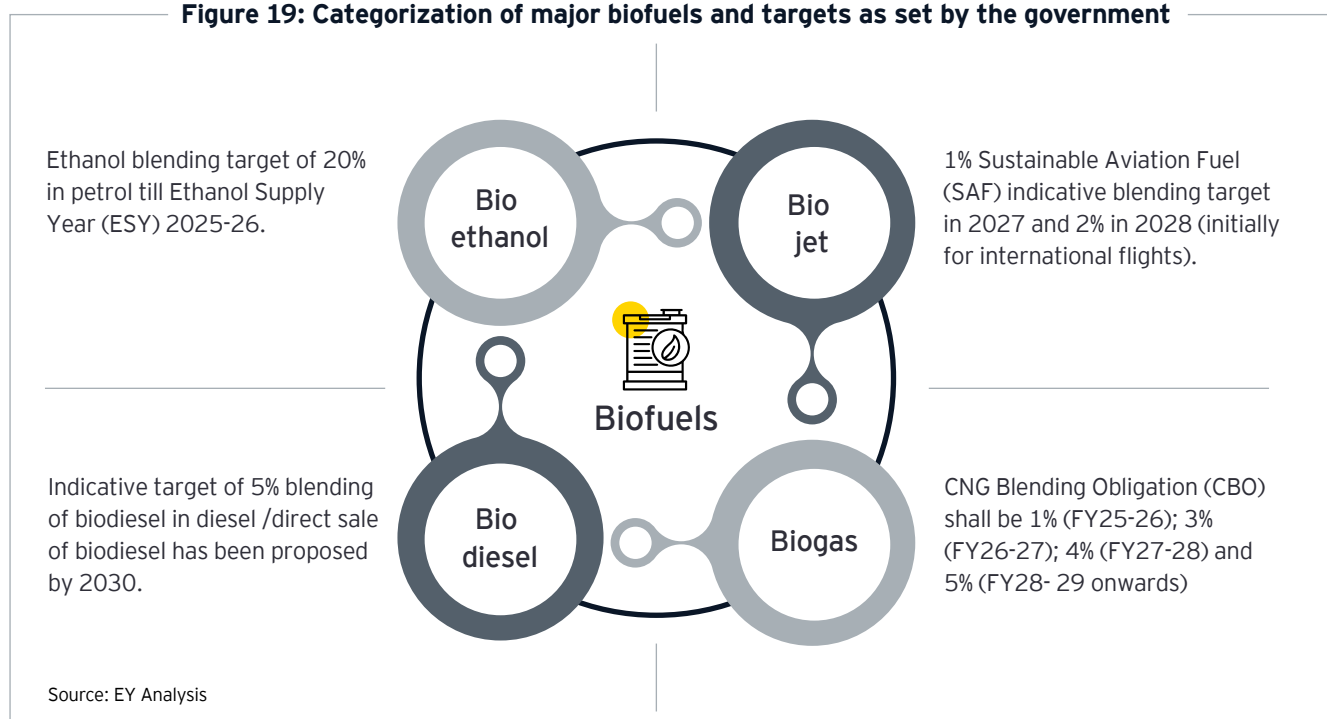 Figure 19: Categorization of major biofuels and targets as set by the government
Ethanol blending target of 20%
in petrol till Ethanol Supply
Year (ESY) 2025-26.
Bio
ethanol
Bio
jet
1% Sustainable Aviation Fuel
(SAF) indicative blending target
in 2027 and 2% in 2028 (initially
for international flights).
Biofuels
Indicative target of 5% blending
of biodiesel in diesel /direct sale
of biodiesel has been proposed
by 2030.
Bio
diesel
Biogas
CNG Blending Obligation (CBO)
shall be 1% (FY25-26); 3%
(FY26-27); 4% (FY27-28) and
5% (FY28- 29 onwards)
Source: EY Analysis